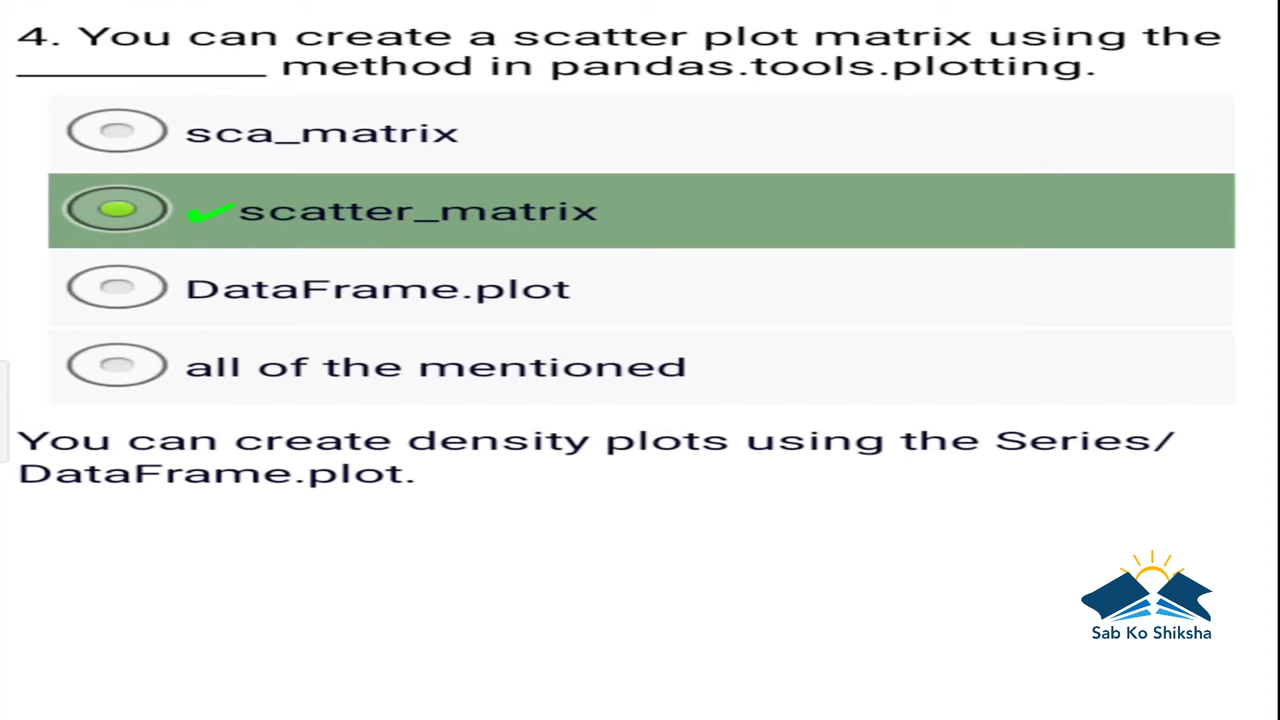 4. You can create a scatter plot matrix using the
____________ method in pandas.tools.plotting.
sca_matrix
✔scatter_matrix
DataFrame.plot
all of the mentioned
You can create density plots using the Series/
DataFrame.plot.
Sab Ko Shiksha